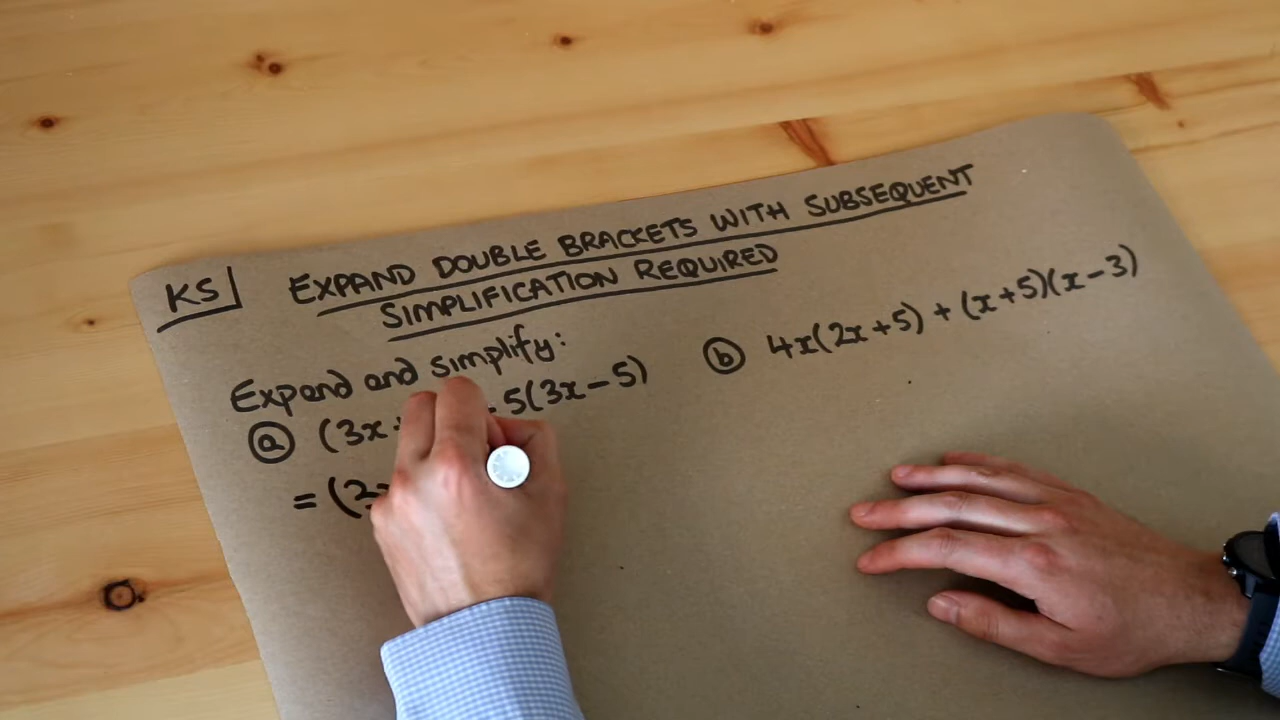 KS
EXPAND DOUBLE BRACKETS WITH SUBSEQUENT
SIMPLIFICATION REQUIRED
Expand and simplify:
a (3x+ - 5(3x-5)
b 4x(2x+5) + (x+5)(x-3)
= (3x